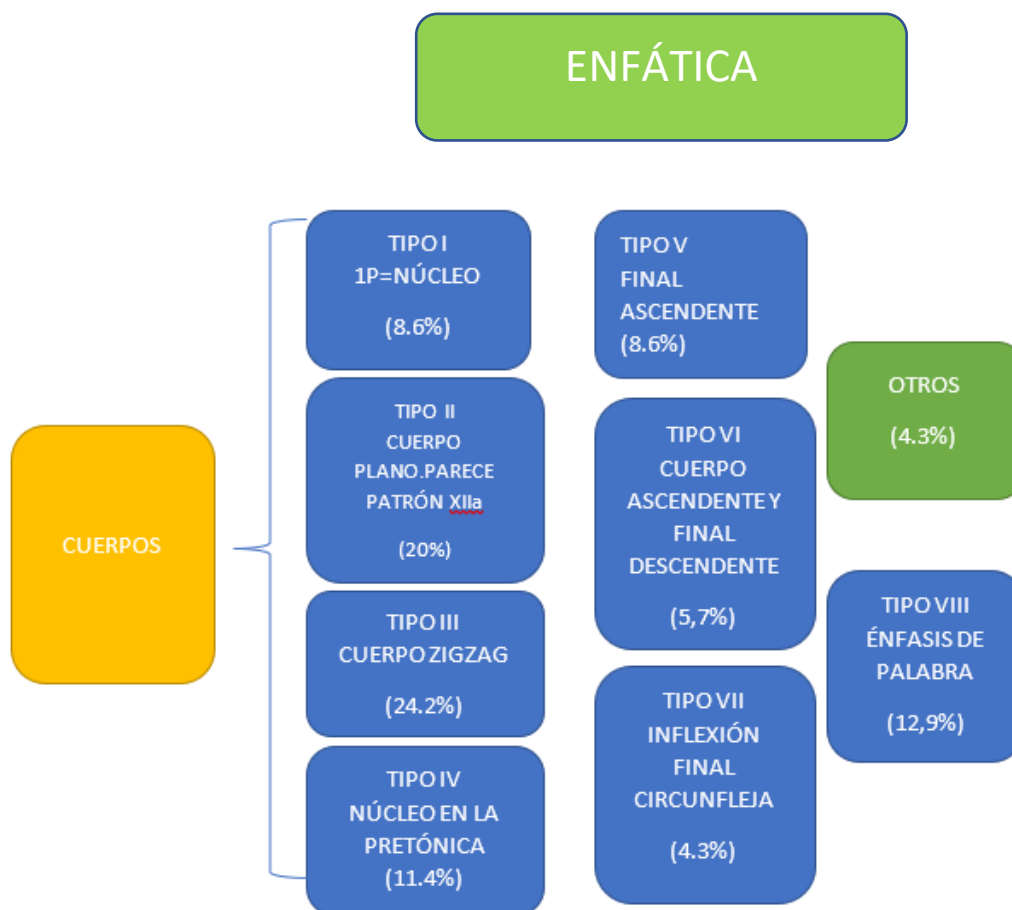 ENFÁTICA
CUERPOS
TIPO I
1P=NÚCLEO
(8.6%)
TIPO II
CUERPO
PLANO.PARECE
PATRÓN XIIa
(20%)
TIPO III
CUERPO ZIGZAG
(24.2%)
TIPO IV
NÚCLEO EN LA
PRETÓNICA
(11.4%)
TIPO V
FINAL
ASCENDENTE
(8.6%)
TIPO VI
CUERPO
ASCENDENTE Y
FINAL
DESCENDENTE
(5,7%)
TIPO VII
INFLEXIÓN
FINAL
CIRCUNFLEJA
(4.3%)
OTROS
(4.3%)
TIPO VIII
ÉNFASIS DE
PALABRA
(12,9%)